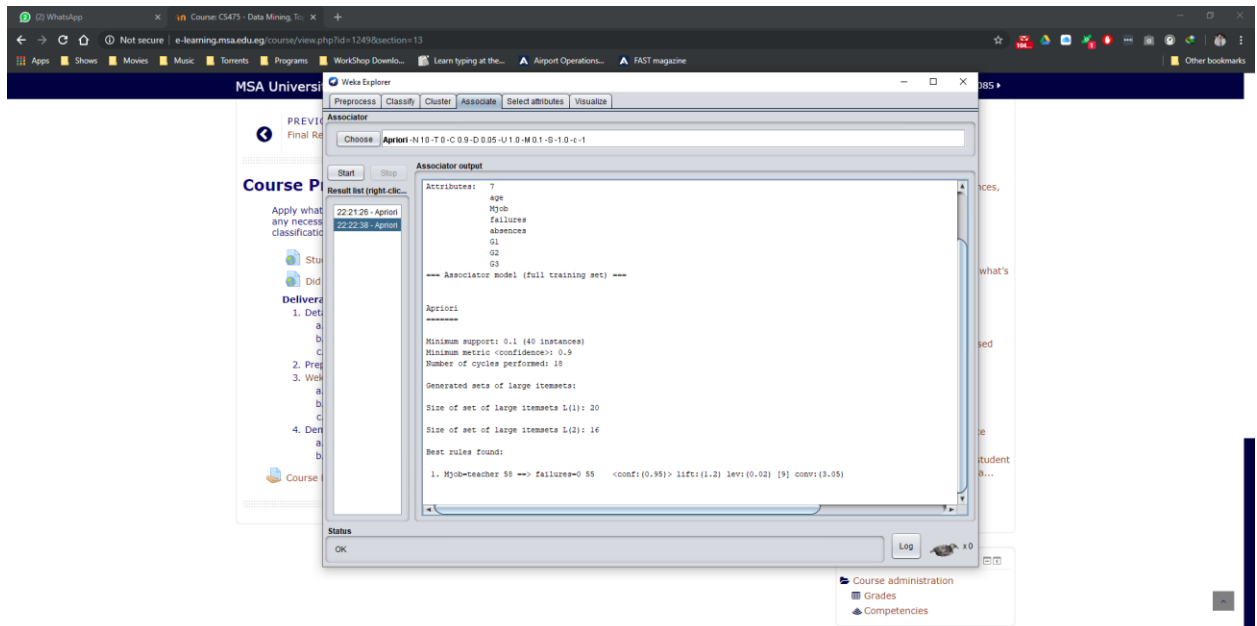 (2) WhatsApp
Course: CS475 - Data Mining, To
Not secure e-learning.msa.edu.eg/course/view.php?id=1249&section=13
Apps Shows Movies Music Torrents Programs WorkShop Downlo... Learn typing at the... Airport Operations... FAST magazine Other bookmarks
MSA Universi
085
PREVI
Final Re
Course P
Apply what
any necess
classificatio
Stu
Did
Delivera
1. Deta
a.
b.
c.
2. Prep
3. Wek
a.
b.
c.
4. Den
a.
b.
Course
Weka Explorer
Preprocess Classify Cluster Associate Select attributes Visualize
Associator
Choose Apriori -N 10 -T 0 -C 0.9 -D 0.05 -U 1.0 -M 0.1 -S -1.0 -c -1
Start Stop
Result list (right-clic...
22:21:26 - Apriori
22:22:38 - Apriori
Associator output
Attributes: 7
age
Mjob
failures
absences
G1
G2
G3
=== Associator model (full training set) ===
Apriori
=======
Minimum support: 0.1 (40 instances)
Minimum metric <confidence>: 0.9
Number of cycles performed: 18
Generated sets of large itemsets:
Size of set of large itemsets L(1): 20
Size of set of large itemsets L(2): 16
Best rules found:
1. Mjob=teacher 58 ==> failures=0 55 <conf:(0.95)> lift:(1.2) lev:(0.02) [9] conv:(3.05)
Status
OK
Log
x 0
nces,
what's
sed
ce
student
a...
Course administration
Grades
Competencies